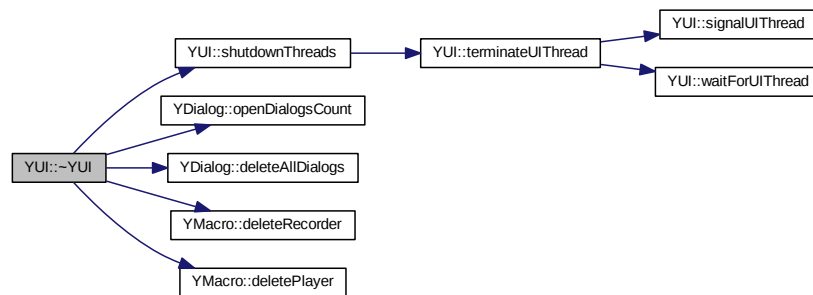 YUI::signalUIThread
YUI::shutdownThreads
YUI::terminateUIThread
YUI::waitForUIThread
YDialog::openDialogsCount
YUI::~YUI
YDialog::deleteAllDialogs
YMacro::deleteRecorder
YMacro::deletePlayer